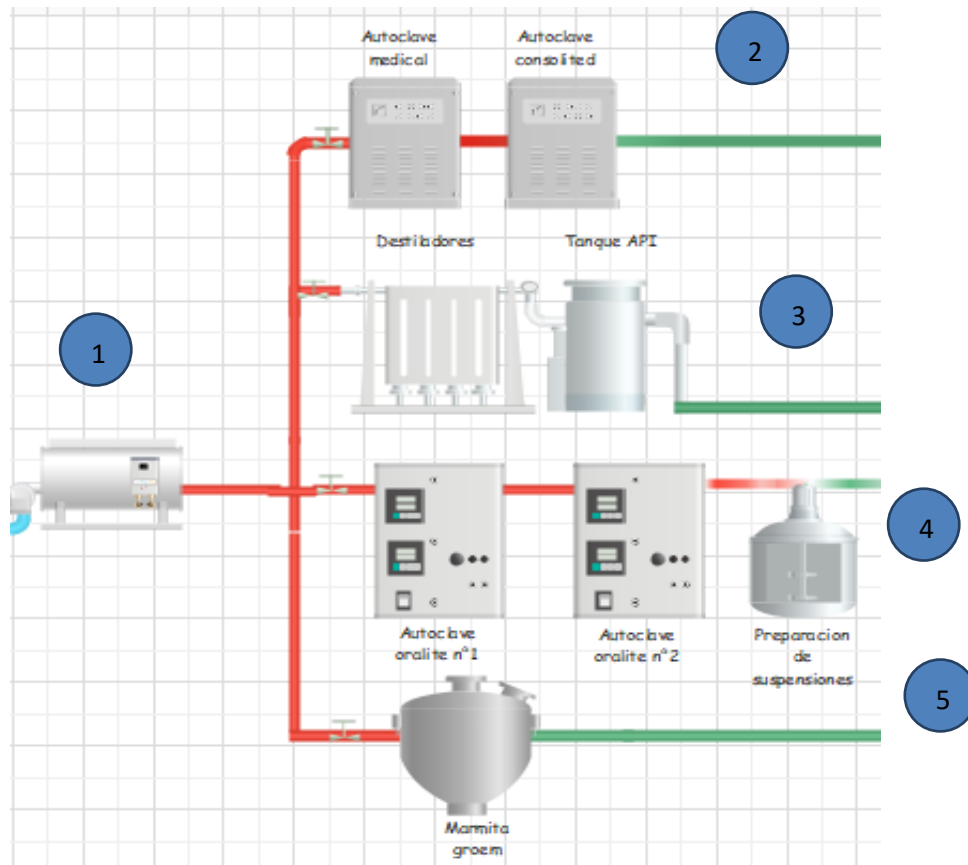 Autoclave
medical
Autoclave
consolited
2
Destiladores
Tanque API
3
1
4
Autoclave
oralite n°1
Autoclave
oralite n°2
Preparacion
de
suspensiones
5
Marmita
groem